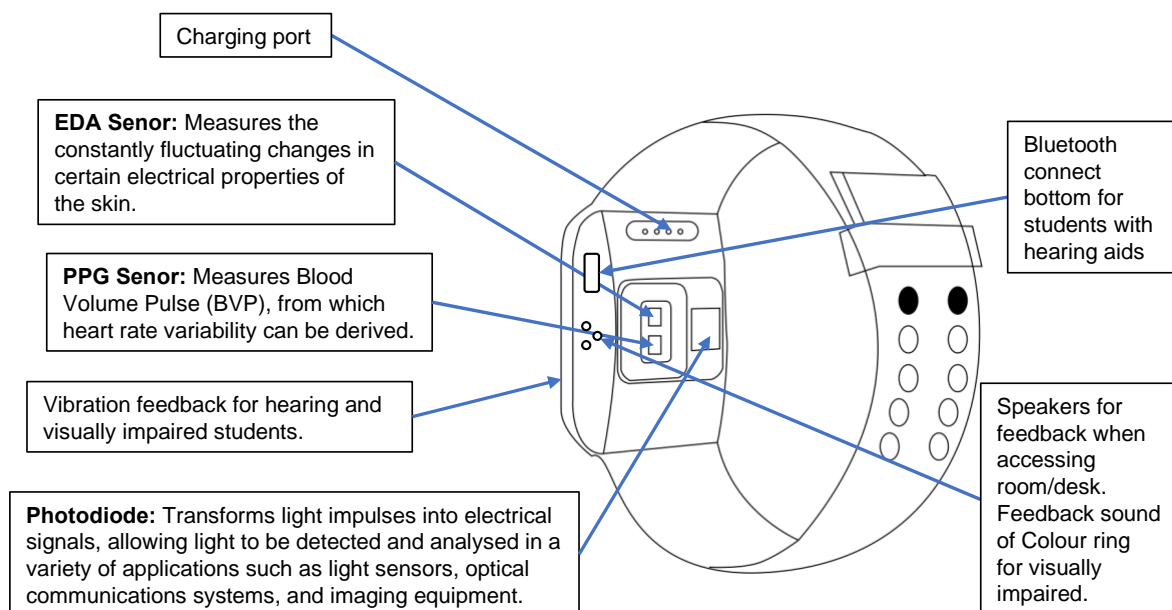 Charging port
EDA Senor: Measures the
constantly fluctuating changes in
certain electrical properties of
the skin.
PPG Senor: Measures Blood
Volume Pulse (BVP), from which
heart rate variability can be derived.
Vibration feedback for hearing and
visually impaired students.
Photodiode: Transforms light impulses into electrical
signals, allowing light to be detected and analysed in a
variety of applications such as light sensors, optical
communications systems, and imaging equipment.
Bluetooth
connect
bottom for
students with
hearing aids
Speakers for
feedback when
accessing
room/desk.
Feedback sound
of Colour ring
for visually
impaired.